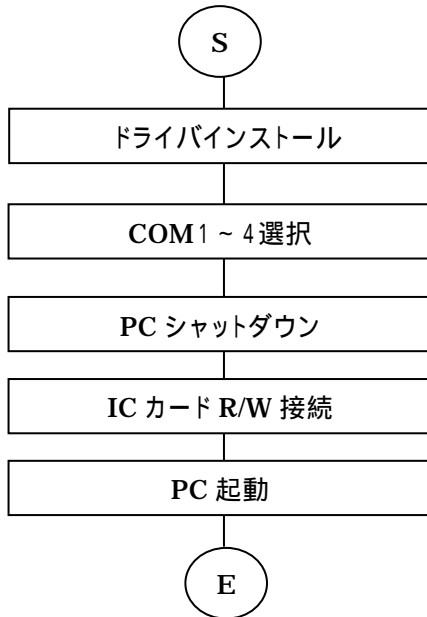 S
ドライバインストール
COM１～４選択
PC シャットダウン
IC カード R/W 接続
PC 起動
E